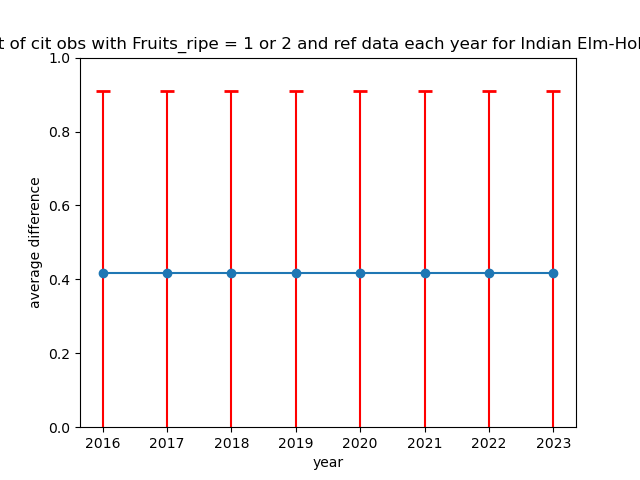 of cit obs with Fruits_ripe = 1 or 2 and ref data each year for Indian
1.0
0.8
0.6
0.4
0.2
0.0
average difference
2016 2017 2018 2019 2020 2021 2022 2023
year